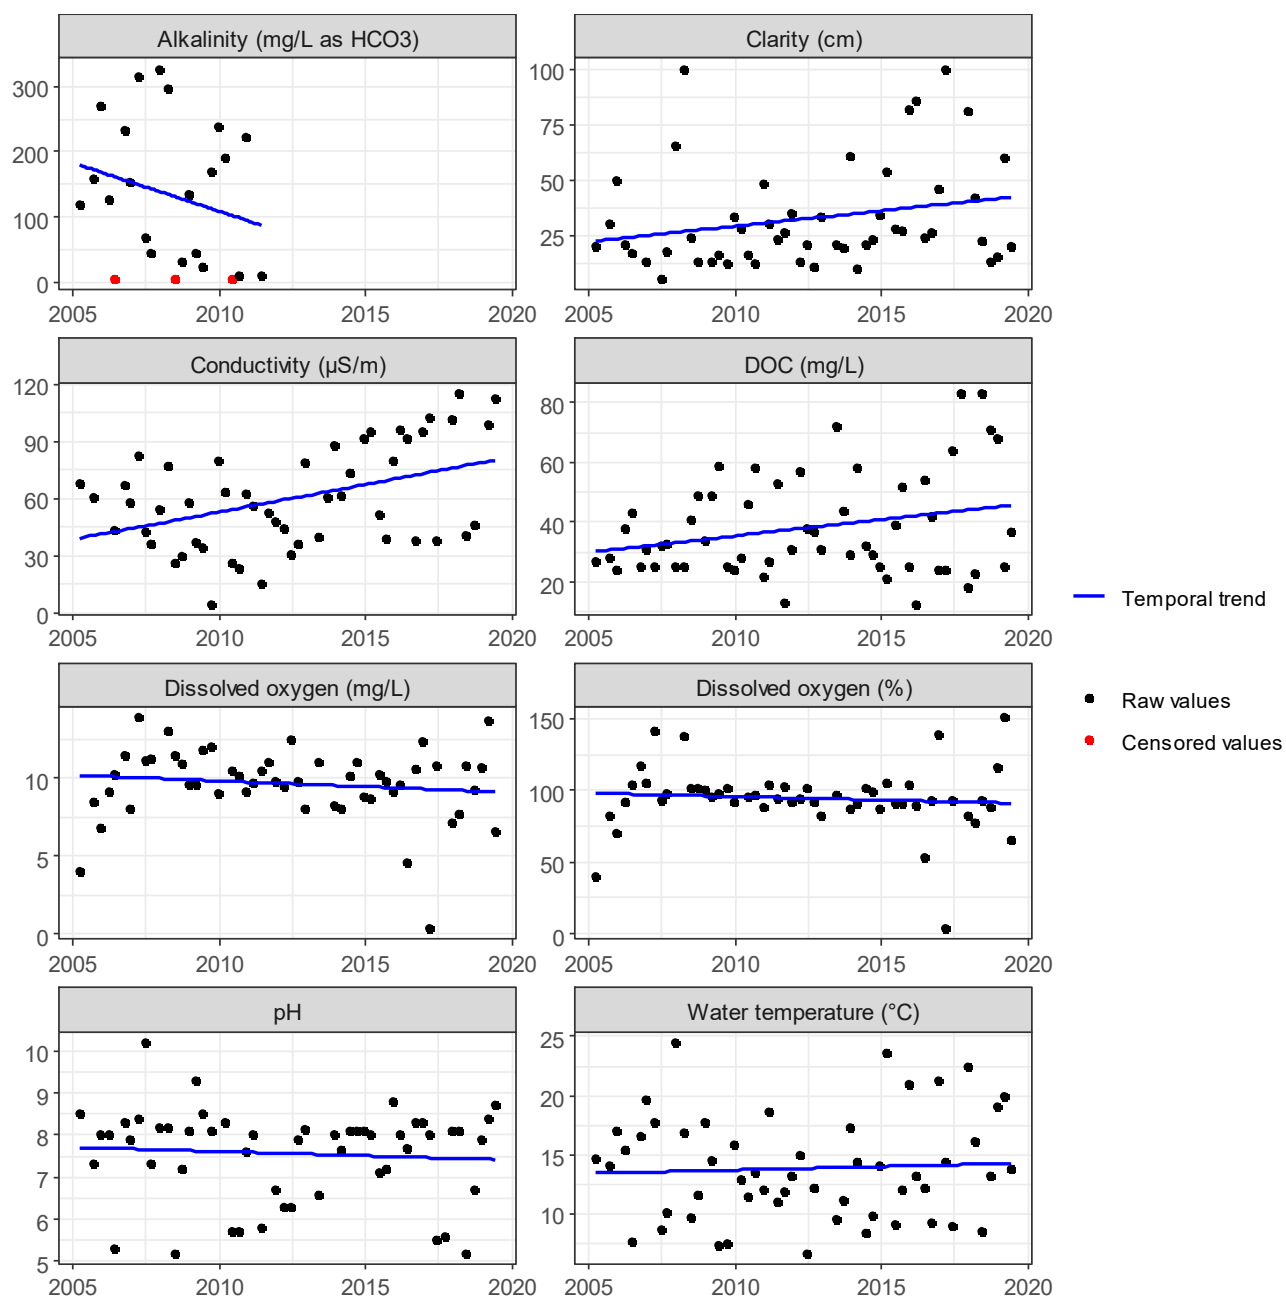 Alkalinity (mg/L as HCO3)
Clarity (cm)
300
200
100
0
2005 2010 2015 2020
100
75
50
25
2005 2010 2015 2020
Conductivity (µS/m)
DOC (mg/L)
120
90
60
30
0
2005 2010 2015 2020
80
60
40
20
2005 2010 2015 2020
Temporal trend
Dissolved oxygen (mg/L)
Dissolved oxygen (%)
Raw values
Censored values
10
5
0
2005 2010 2015 2020
150
100
50
0
2005 2010 2015 2020
pH
Water temperature (°C)
10
9
8
7
6
5
2005 2010 2015 2020
25
20
15
10
2005 2010 2015 2020